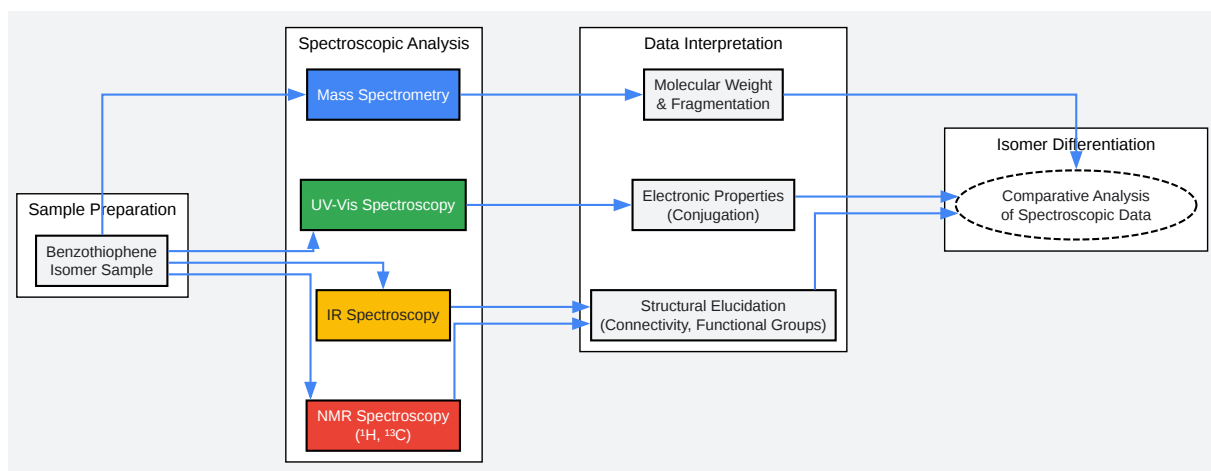 Sample Preparation
Benzothiophene
Isomer Sample
Spectroscopic Analysis
Mass Spectrometry
UV-Vis Spectroscopy
IR Spectroscopy
NMR Spectroscopy
(¹H, ¹³C)
Data Interpretation
Molecular Weight
& Fragmentation
Electronic Properties
(Conjugation)
Structural Elucidation
(Connectivity, Functional Groups)
Isomer Differentiation
Comparative Analysis
of Spectroscopic Data